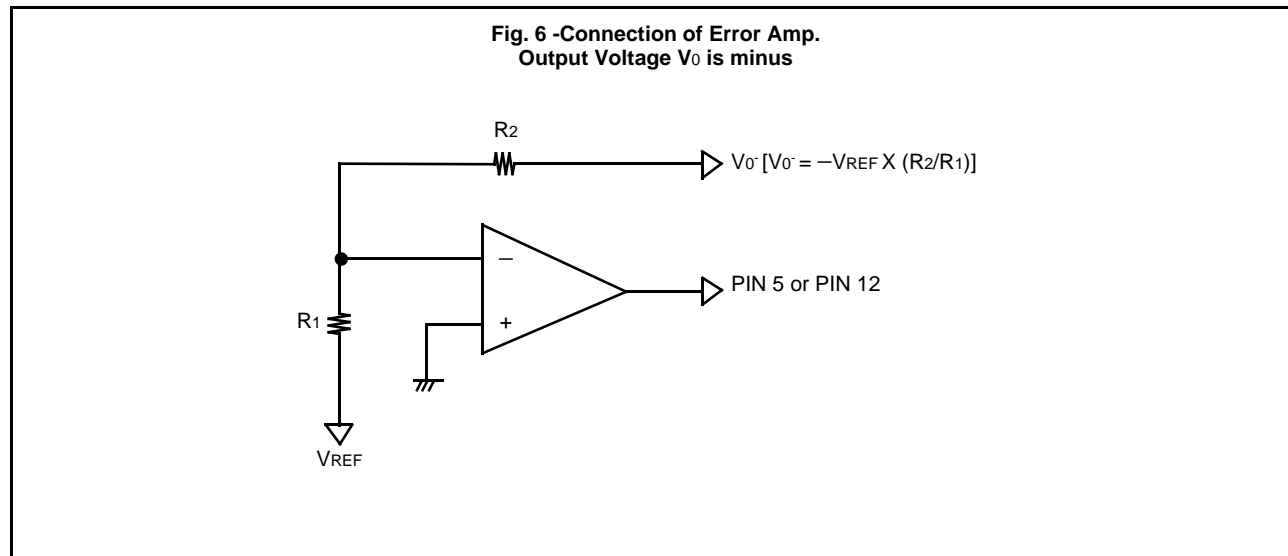 Fig. 6 -Connection of Error Amp.
Output Voltage V0 is minus
R2
V0- [V0- = −VREF X (R2/R1)]
−
PIN 5 or PIN 12
R1
+
VREF